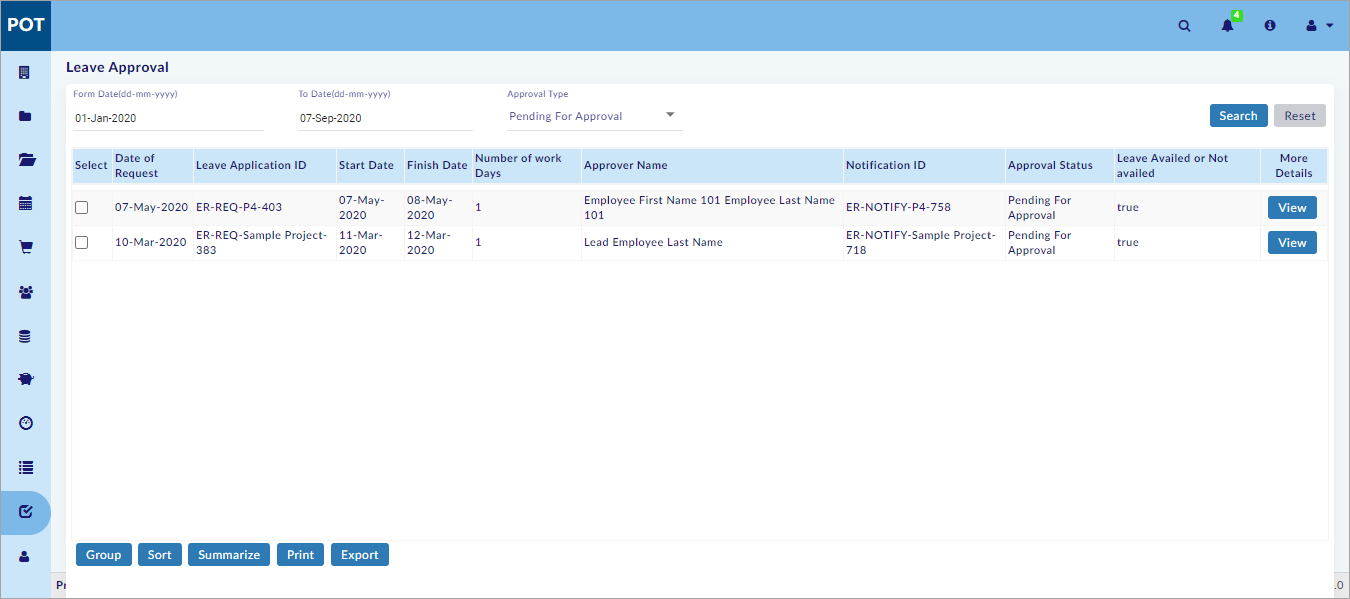 POT
4
Leave Approval
Form Date(dd-mm-yyyy) To Date(dd-mm-yyyy) Approval Type
01-Jan-2020 07-Sep-2020 Pending For Approval Search Reset
Select Date of Request Leave Application ID Start Date Finish Date Number of work Days Approver Name Notification ID Approval Status Leave Availed or Not availed More Details
07-May-2020 ER-REQ-P4-403 07-May-2020 08-May-2020 1 Employee First Name 101 Employee Last Name 101 ER-NOTIFY-P4-758 Pending For Approval true View
10-Mar-2020 ER-REQ-Sample Project-383 11-Mar-2020 12-Mar-2020 1 Lead Employee Last Name ER-NOTIFY-Sample Project-718 Pending For Approval true View
Group Sort Summarize Print Export